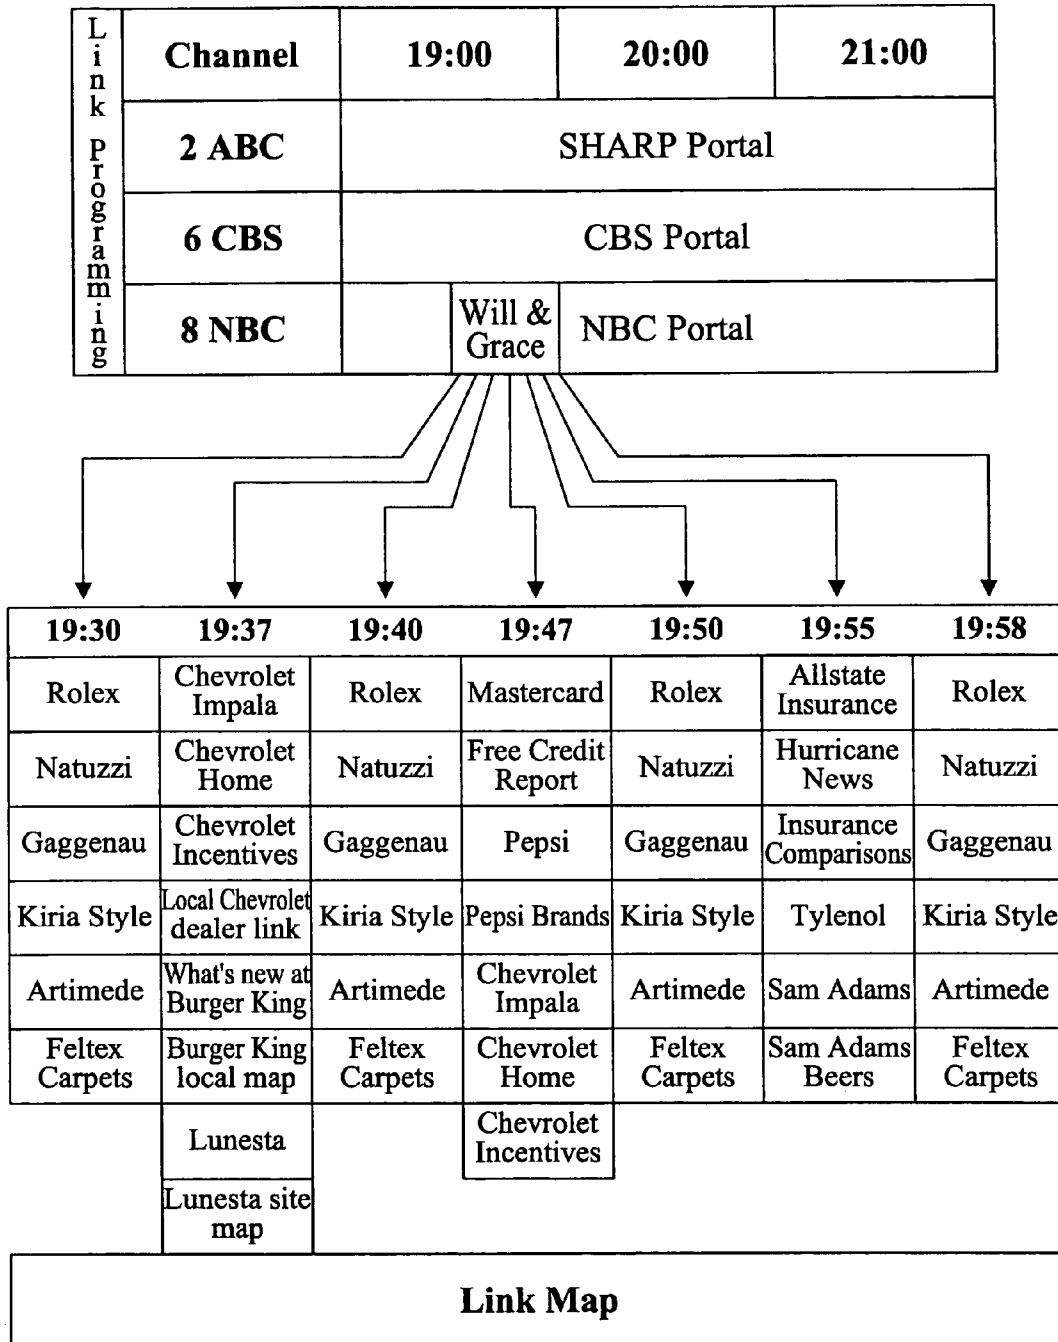 Link Programming
Channel 19:00 20:00 21:00
2 ABC SHARP Portal
6 CBS CBS Portal
8 NBC Will & Grace NBC Portal
19:30 19:37 19:40 19:47 19:50 19:55 19:58
Rolex Chevrolet Impala Rolex Mastercard Rolex Allstate Insurance Rolex
Natuzzi Chevrolet Home Natuzzi Free Credit Report Natuzzi Hurricane News Natuzzi
Gaggenau Chevrolet Incentives Gaggenau Pepsi Gaggenau Insurance Comparisons Gaggenau
Kiria Style Local Chevrolet dealer link Kiria Style Pepsi Brands Kiria Style Tylenol Kiria Style
Artimede What's new at Burger King Artimede Chevrolet Impala Artimede Sam Adams Artimede
Feltex Carpets Burger King local map Feltex Carpets Chevrolet Home Feltex Carpets Sam Adams Beers Feltex Carpets
Lunesta Chevrolet Incentives
Lunesta site map
Link Map